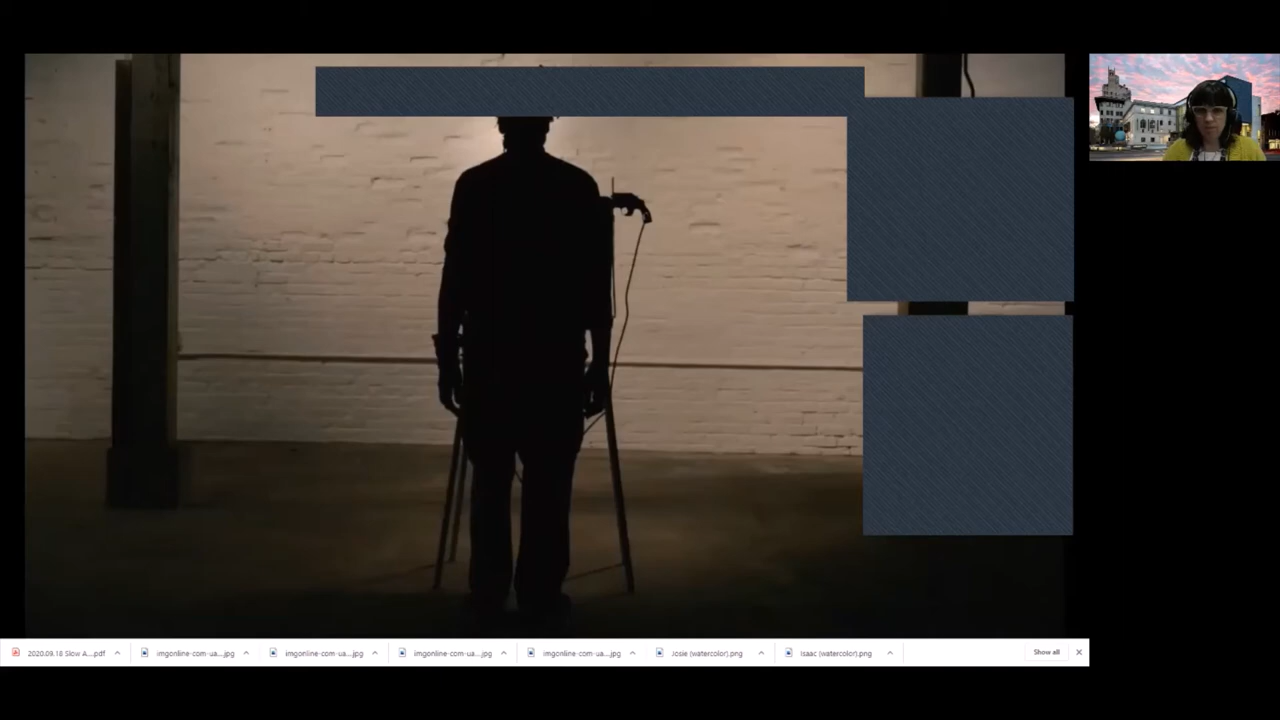 2020.09.18 Slow A....pdf
imgonline-com-ua...jpg
imgonline-com-ua...jpg
imgonline-com-ua...jpg
imgonline-com-ua...jpg
Josie (watercolor).png
Isaac (watercolor).png
Show all